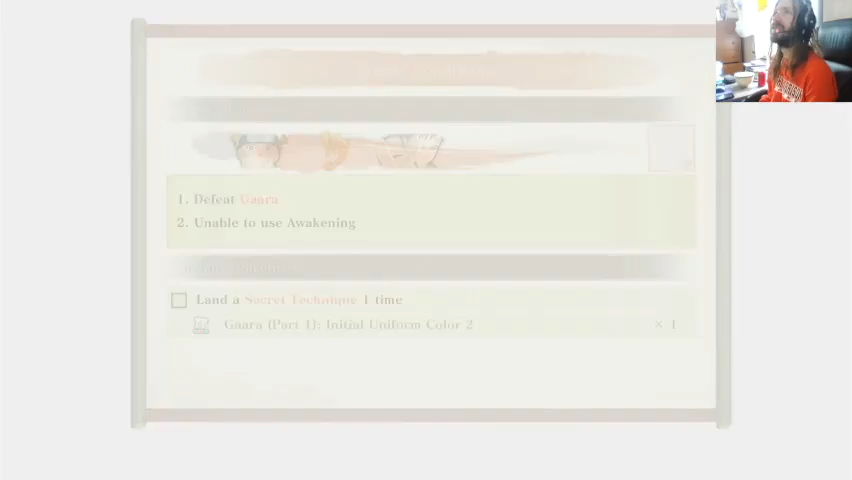 1. Defeat Gaara
2. Unable to use Awakening
Land a Secret Technique 1 time
Gaara (Part 1): Initial Uniform Color 2
× 1